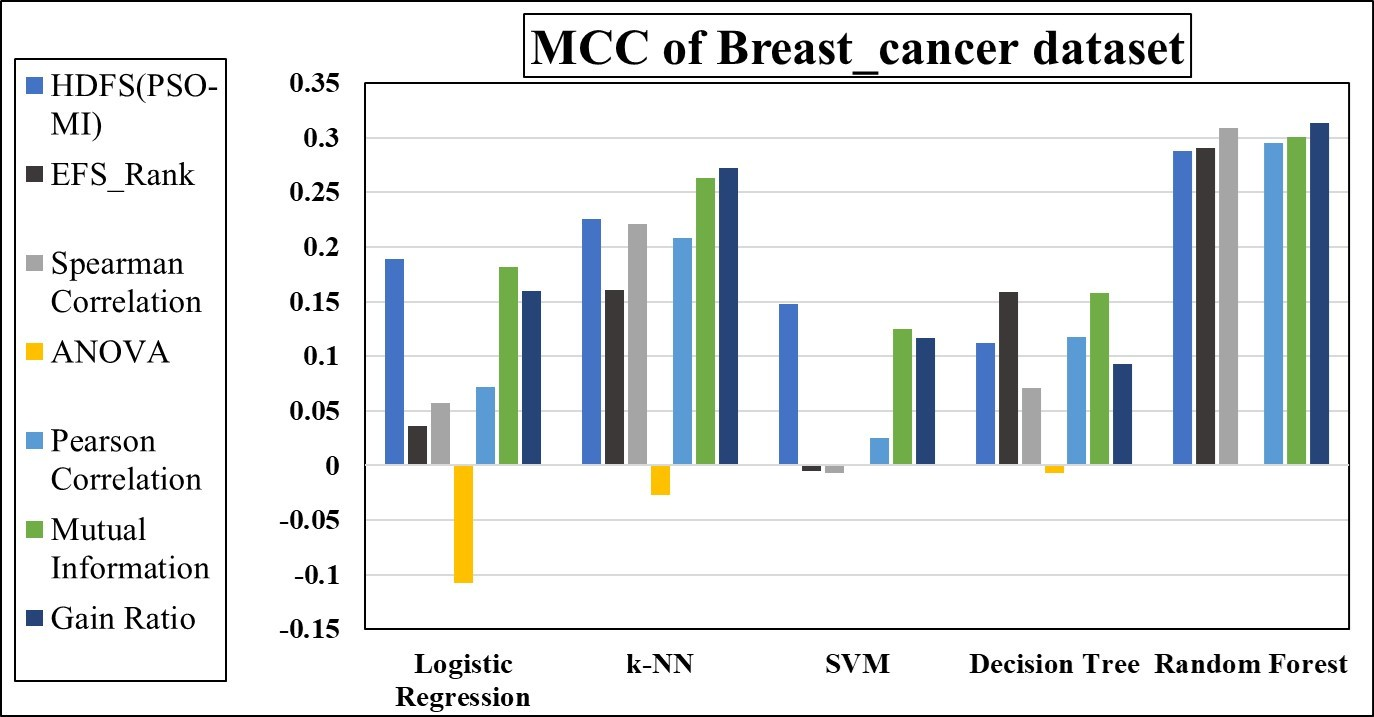 MCC of Breast_cancer dataset
HDFS(PSO-
MI)
EFS_Rank
Spearman
Correlation
ANOVA
Pearson
Correlation
Mutual
Information
Gain Ratio
0.35
0.3
0.25
0.2
0.15
0.1
0.05
0
-0.05
-0.1
-0.15
Logistic
Regression
k-NN
SVM
Decision Tree
Random Forest